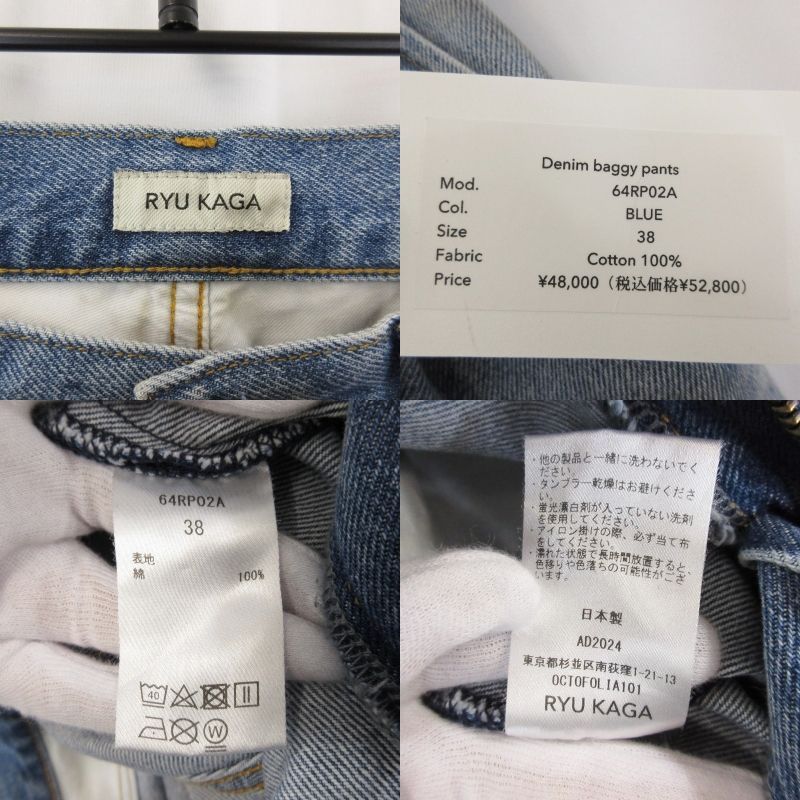 RYU KAGA
Denim baggy pants
Mod. 64RP02A
Col. BLUE
Size 38
Fabric Cotton 100%
Price ¥48,000（税込価格¥52,800）
64RP02A
38
表地
綿 100%
40
W
・他の製品と一緒に洗わないでく
ださい。
・タンブラー乾燥はお避けくださ
い。
・蛍光漂白剤が入っていない洗剤
を使用してください。
・アイロン掛けの際、必ず当て布
をしてください。
・濡れた状態で長時間放置すると、
色移りや色落ちの可能性がござ
います。
日本製
AD2024
東京都杉並区南荻窪1-21-13
OCTOFOLIA101
RYU KAGA